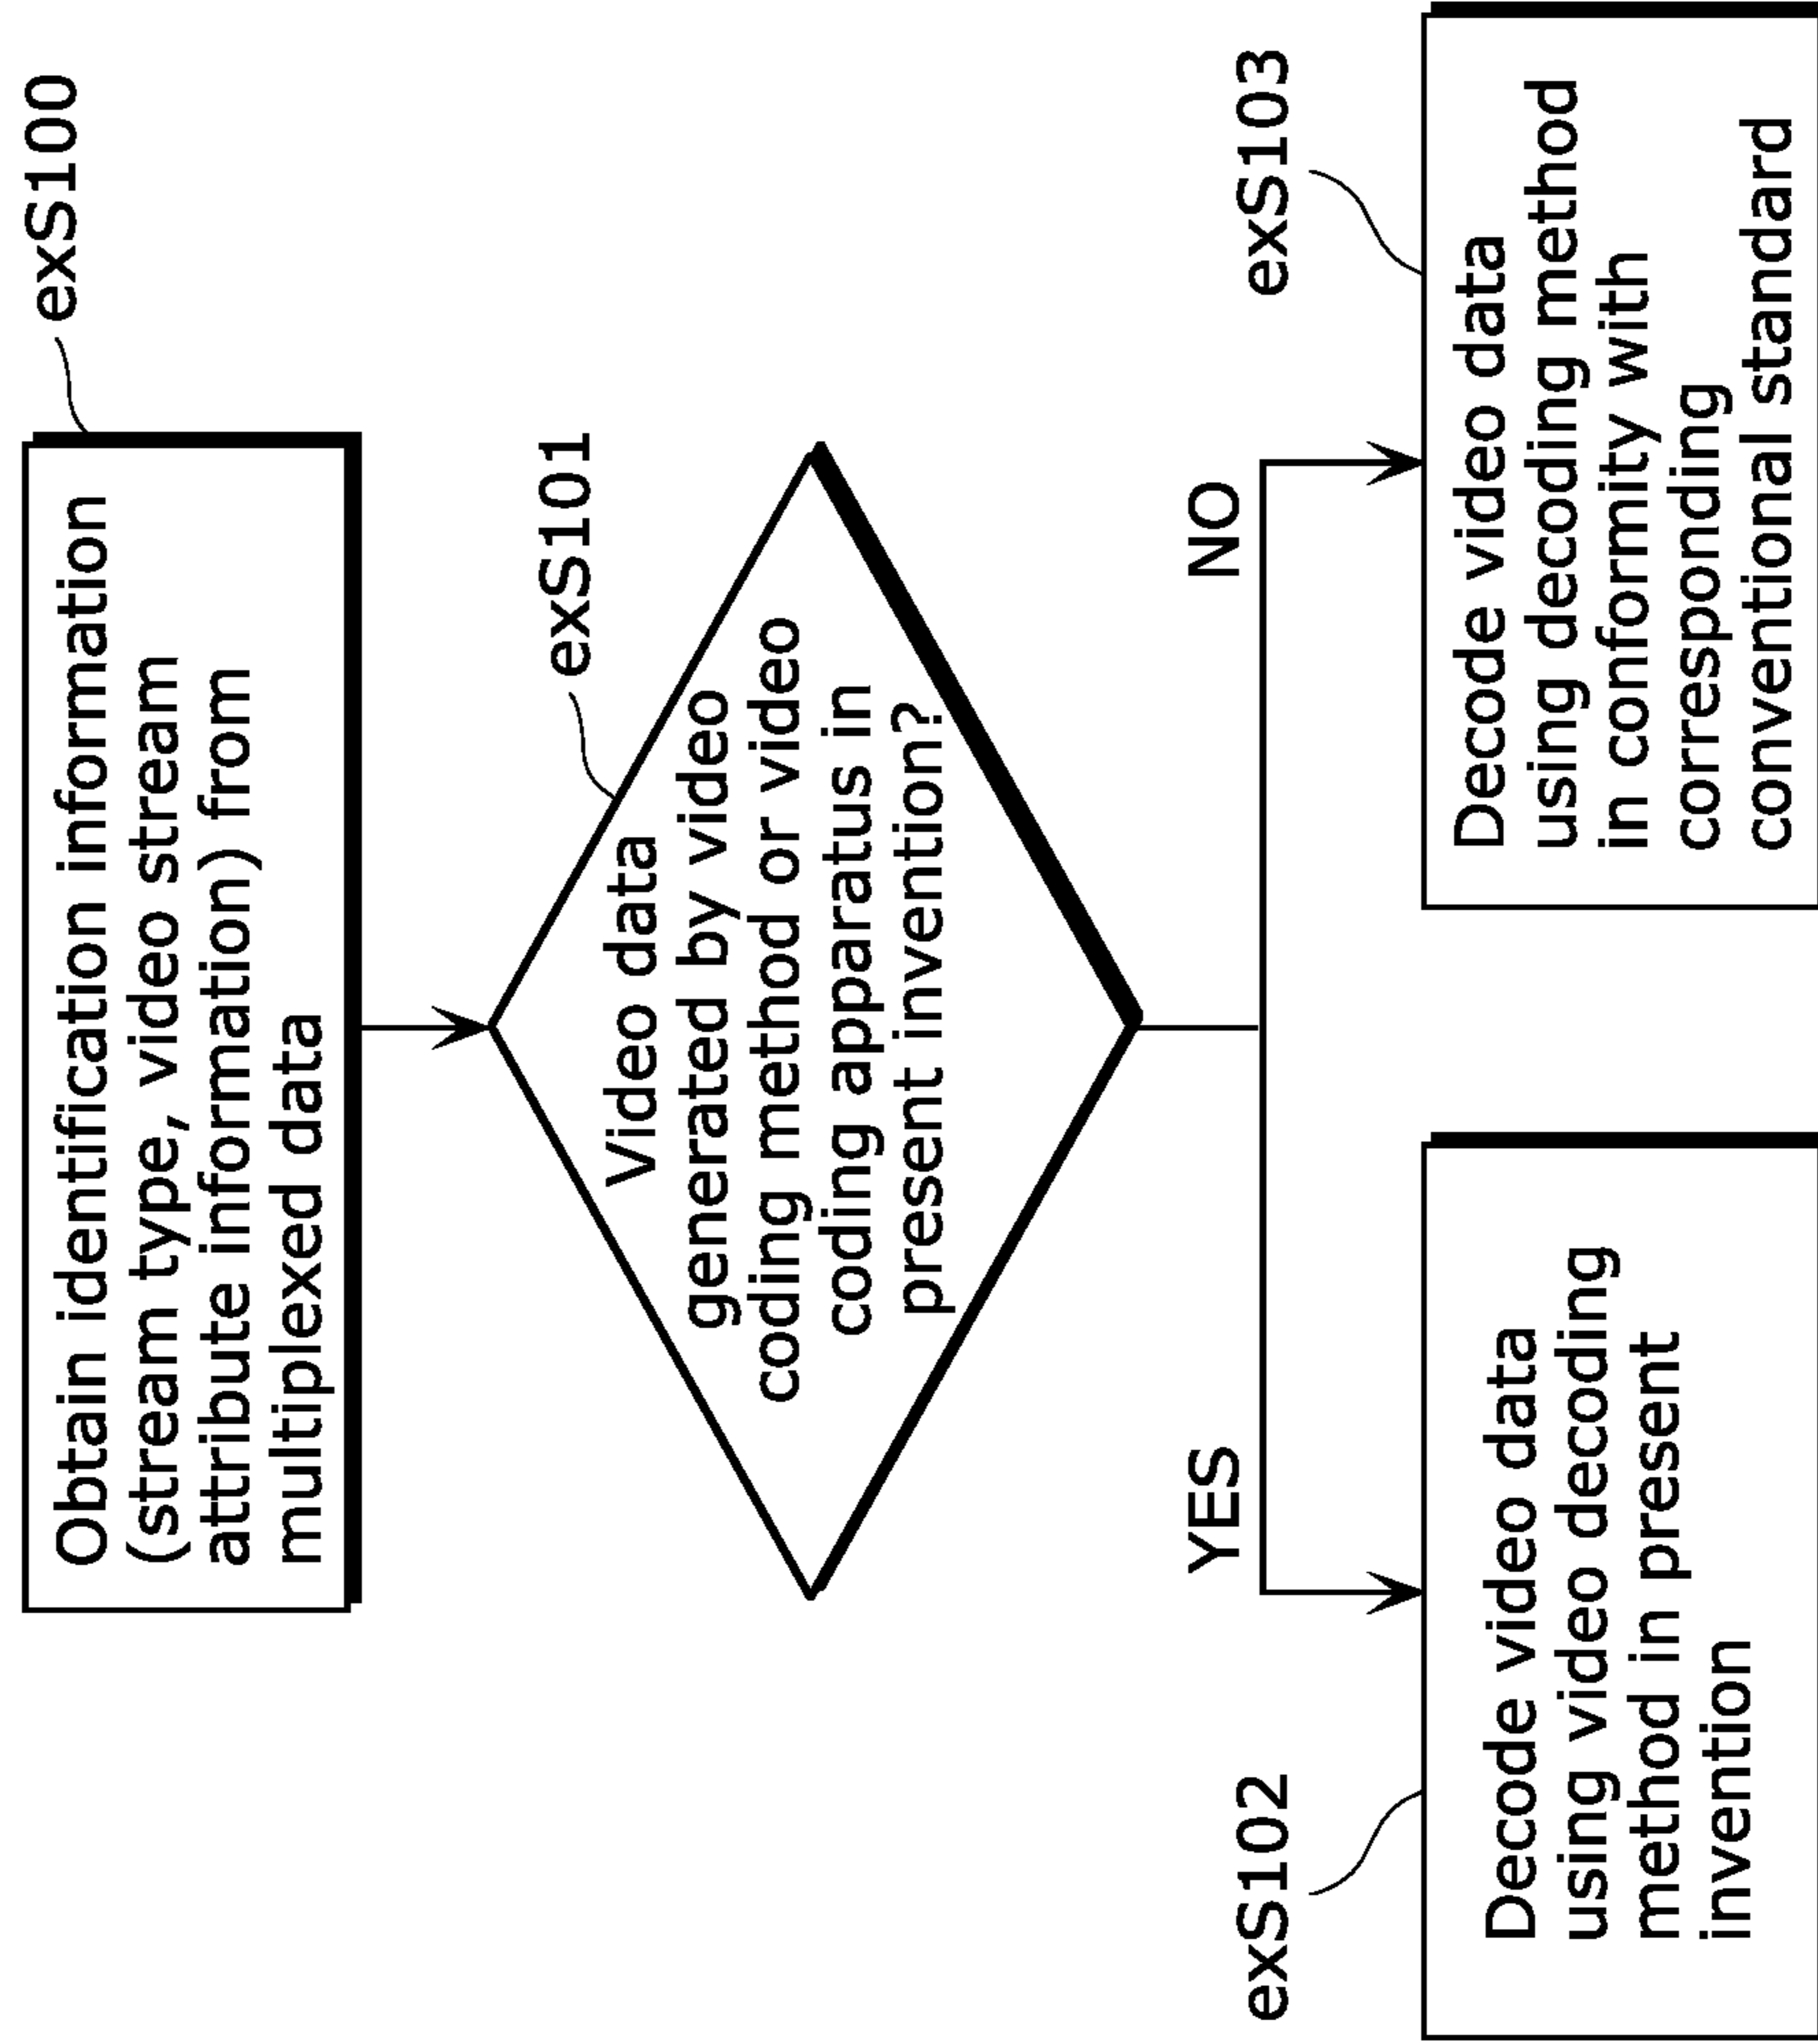 exS100
Obtain identification information
(stream type, video stream
attribute information) from
multiplexed data
exS101
Video data
generated by video
coding method or video
coding apparatus in
present invention?
YES
NO
exS102
Decode video data
using video decoding
method in present
invention
exS103
Decode video data
using decoding method
in conformity with
corresponding
conventional standard